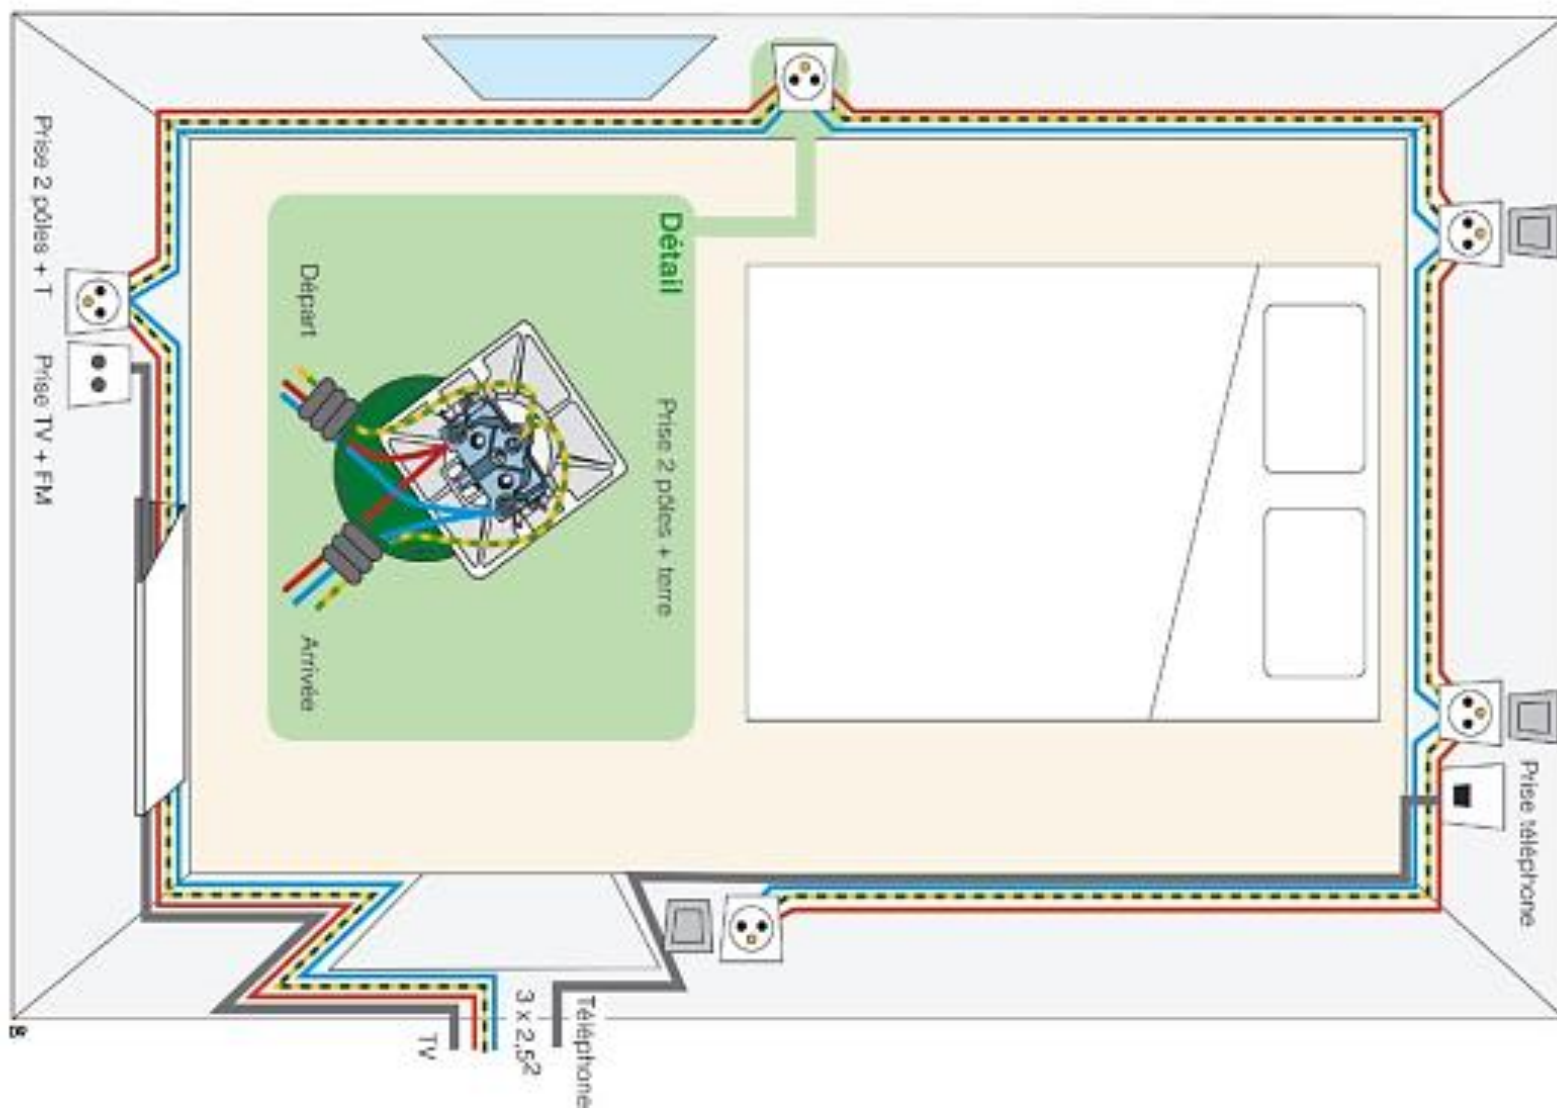 Prise téléphone
Détail
Prise 2 pôles + terre
Départ
Arrivée
Prise 2 pôles + T
Prise TV + FM
Téléphone
3 x 2,5²
TV